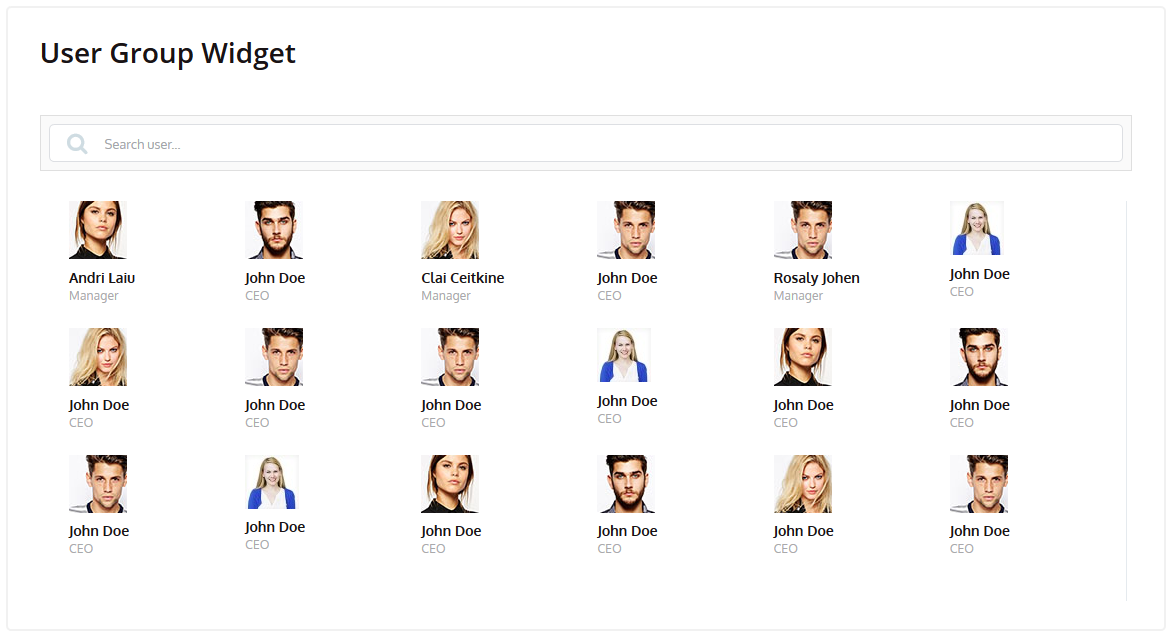 User Group Widget
Search user...
Andri Laiu
Manager
John Doe
CEO
Clai Ceitkine
Manager
John Doe
CEO
Rosaly Johen
Manager
John Doe
CEO
John Doe
CEO
John Doe
CEO
John Doe
CEO
John Doe
CEO
John Doe
CEO
John Doe
CEO
John Doe
CEO
John Doe
CEO
John Doe
CEO
John Doe
CEO
John Doe
CEO
John Doe
CEO